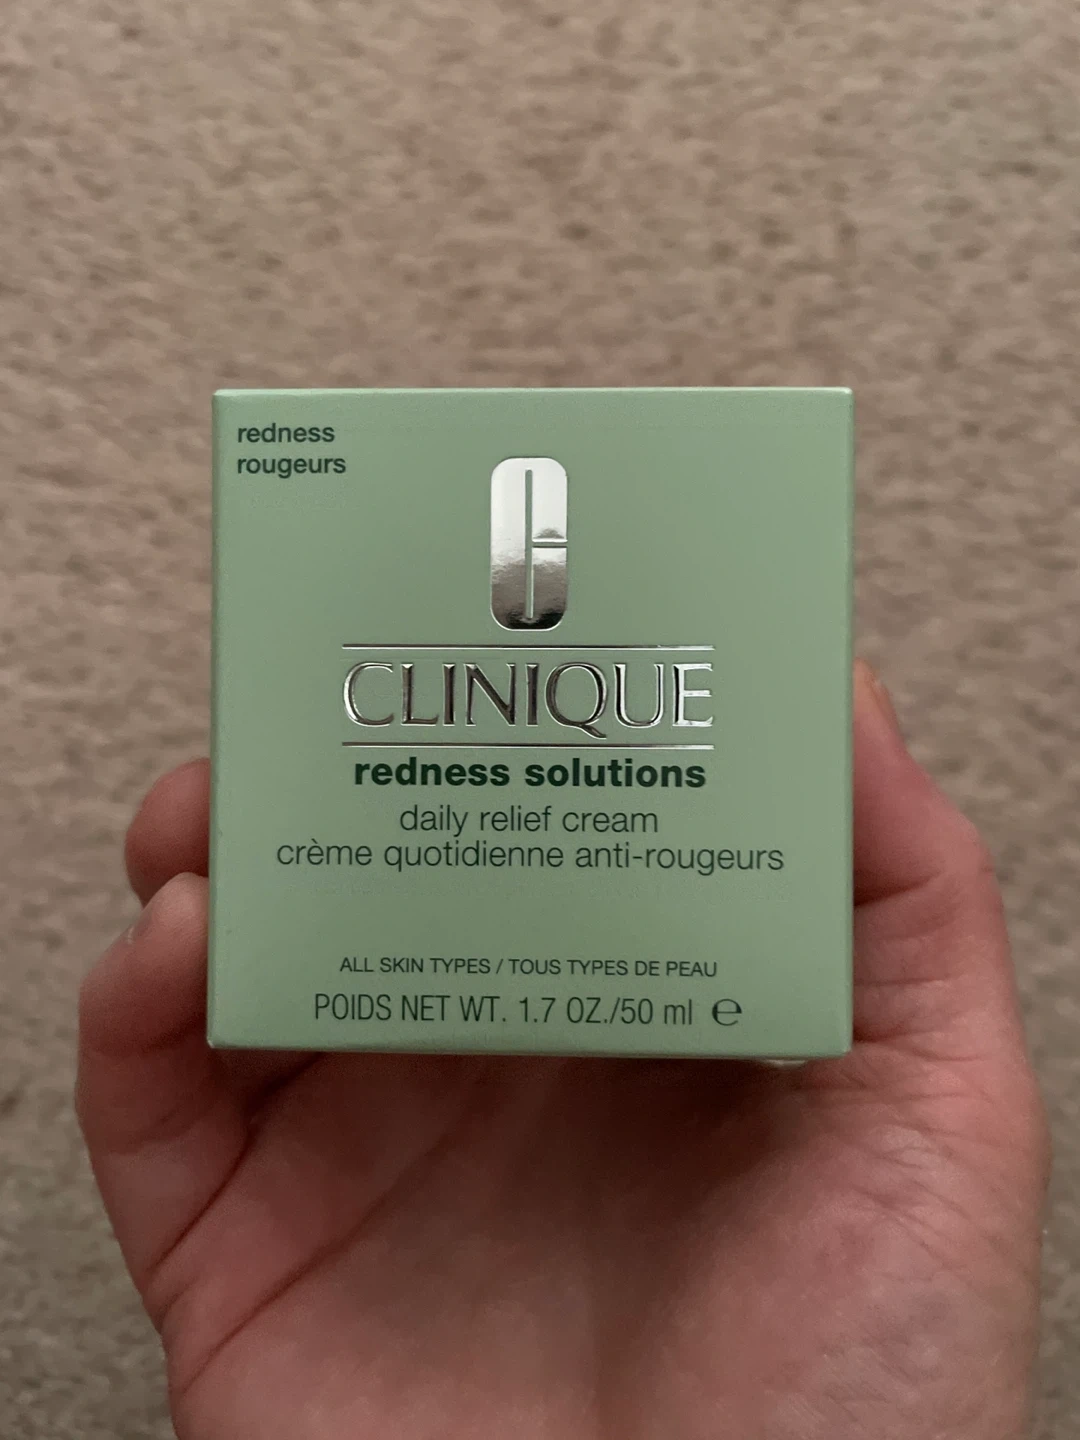 redness
rougeurs
CLINIQUE
redness solutions
daily relief cream
crème quotidienne anti-rougeurs
ALL SKIN TYPES / TOUS TYPES DE PEAU
POIDS NET WT. 1.7 OZ./50 ml ℮